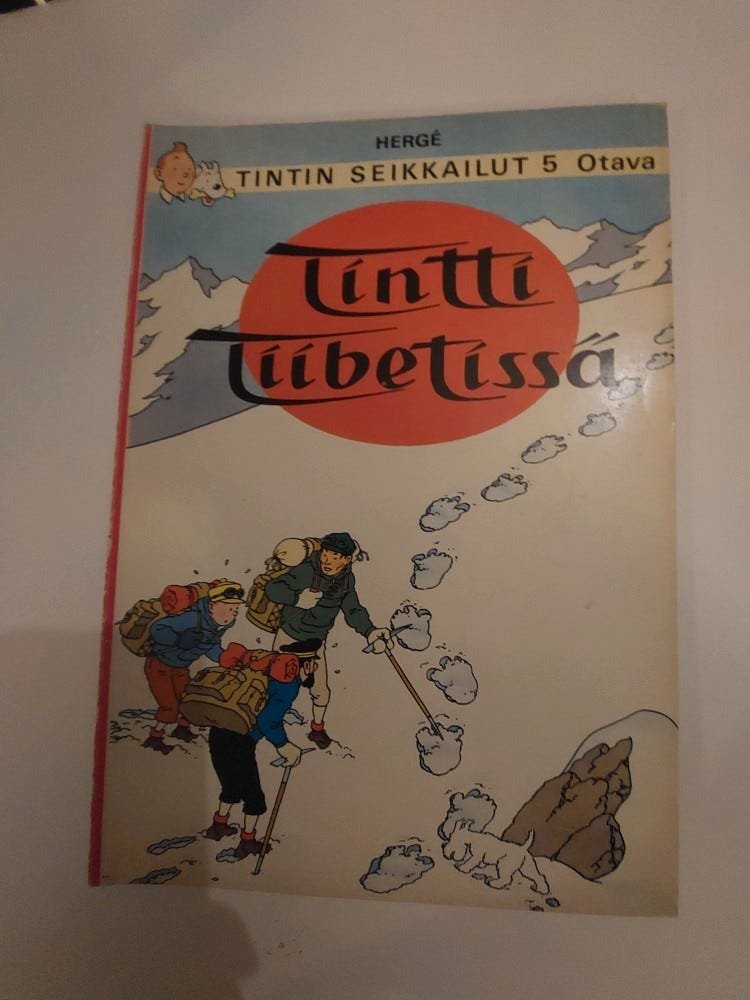 HERGÉ
TINTIN SEIKKAILUT 5 Otava
Tintti
Tiibetissä